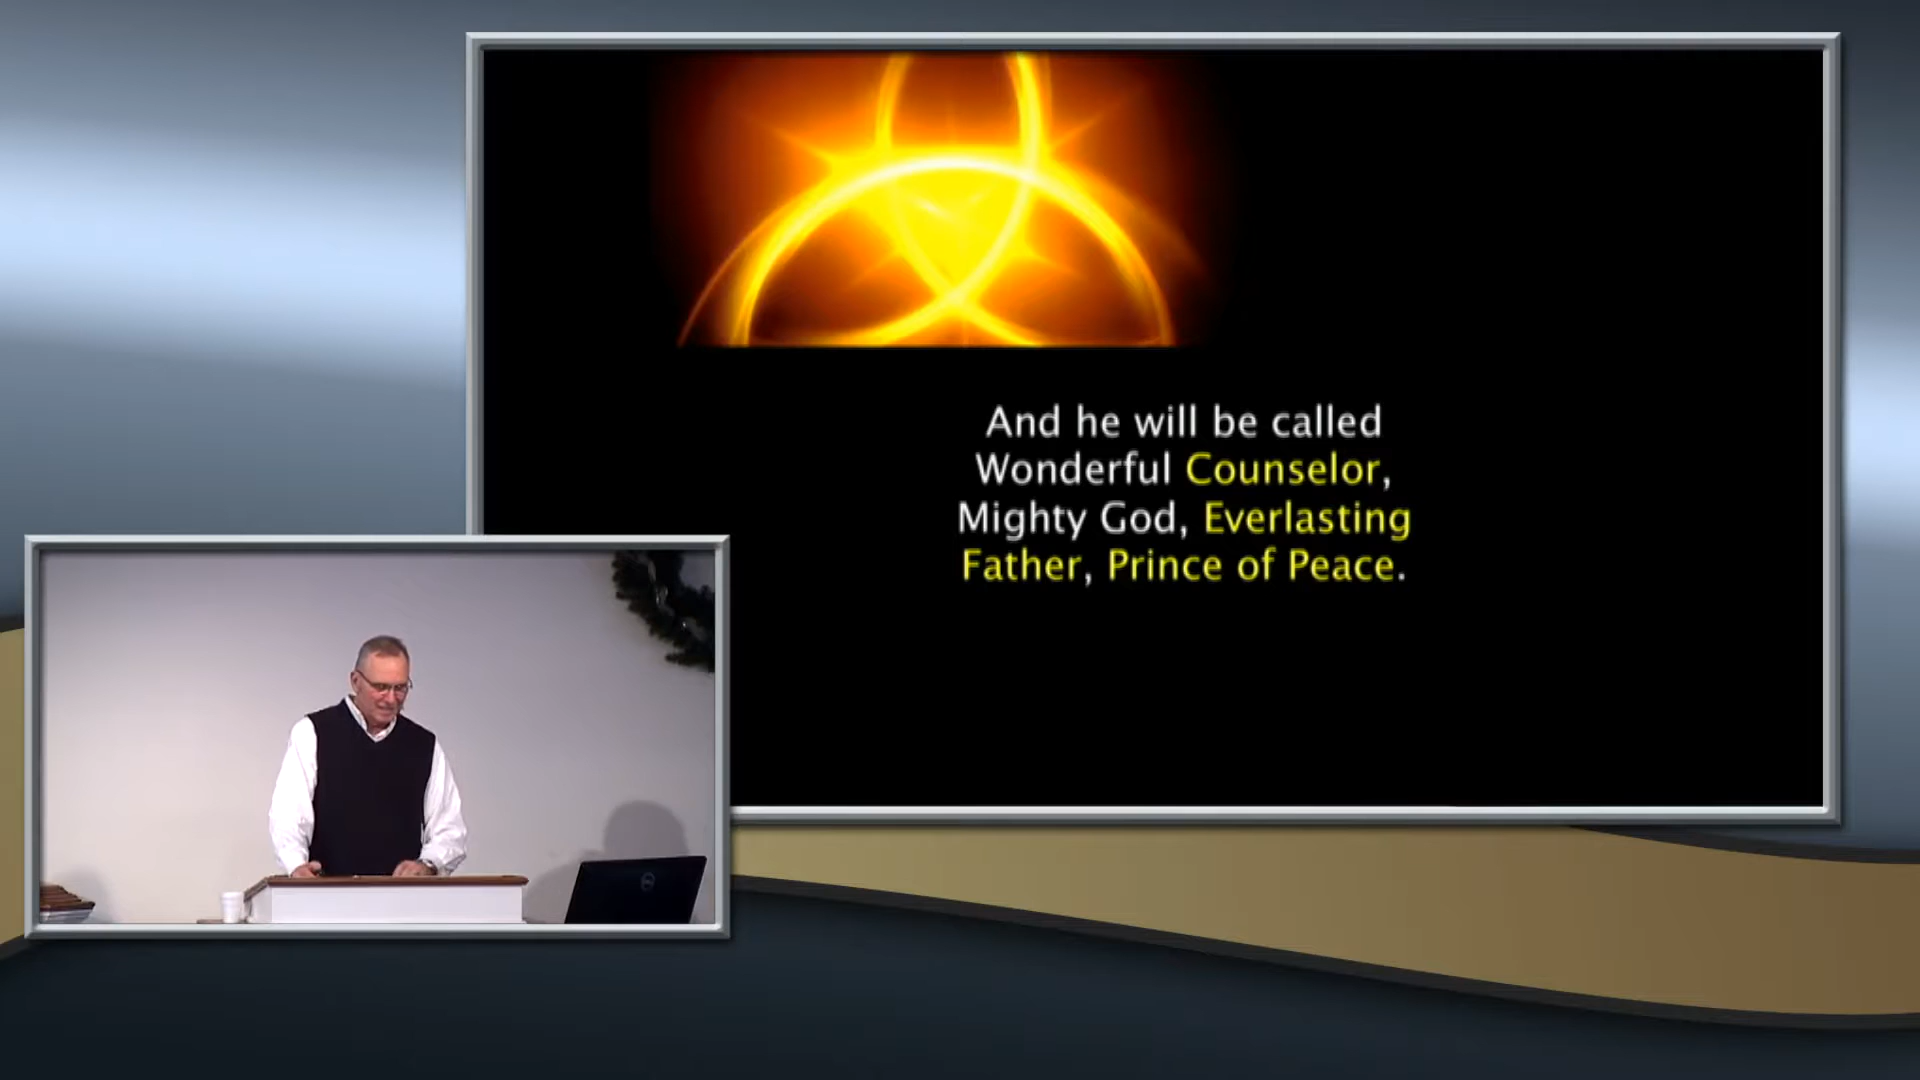 And he will be called
Wonderful Counselor,
Mighty God, Everlasting
Father, Prince of Peace.